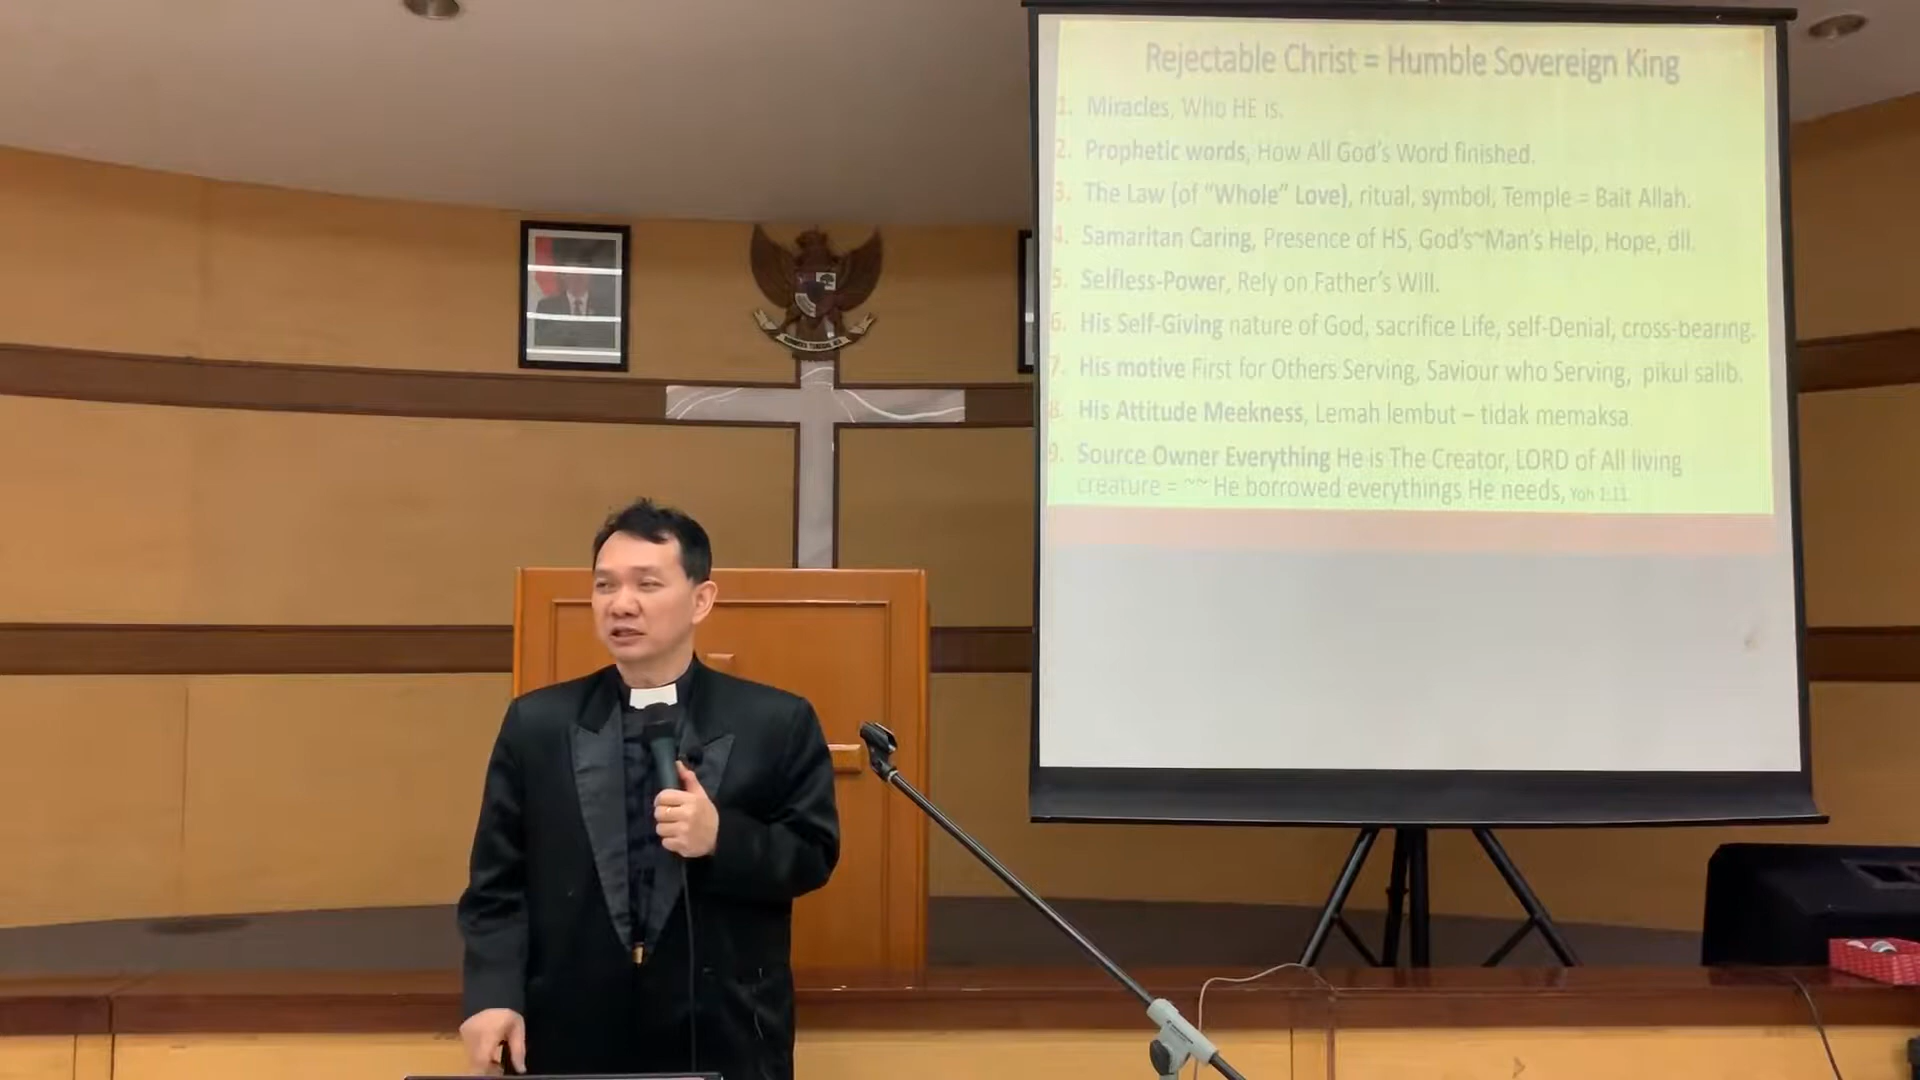 Rejectable Christ = Humble Sovereign King
1. Miracles, Who HE is.
2. Prophetic words, How All God's Word finished.
3. The Law (of "Whole" Love), ritual, symbol, Temple = Bait Allah.
4. Samaritan Caring, Presence of HS, God's~Man's Help, Hope, dll.
5. Selfless-Power, Rely on Father's Will.
6. His Self-Giving nature of God, sacrifice Life, self-Denial, cross-bearing.
7. His motive First for Others Serving, Saviour who Serving, pikul salib.
8. His Attitude Meekness, Lemah lembut – tidak memaksa.
9. Source Owner Everything He is The Creator, LORD of All living
creature = ~~ He borrowed everythings He needs, Yoh 1:11